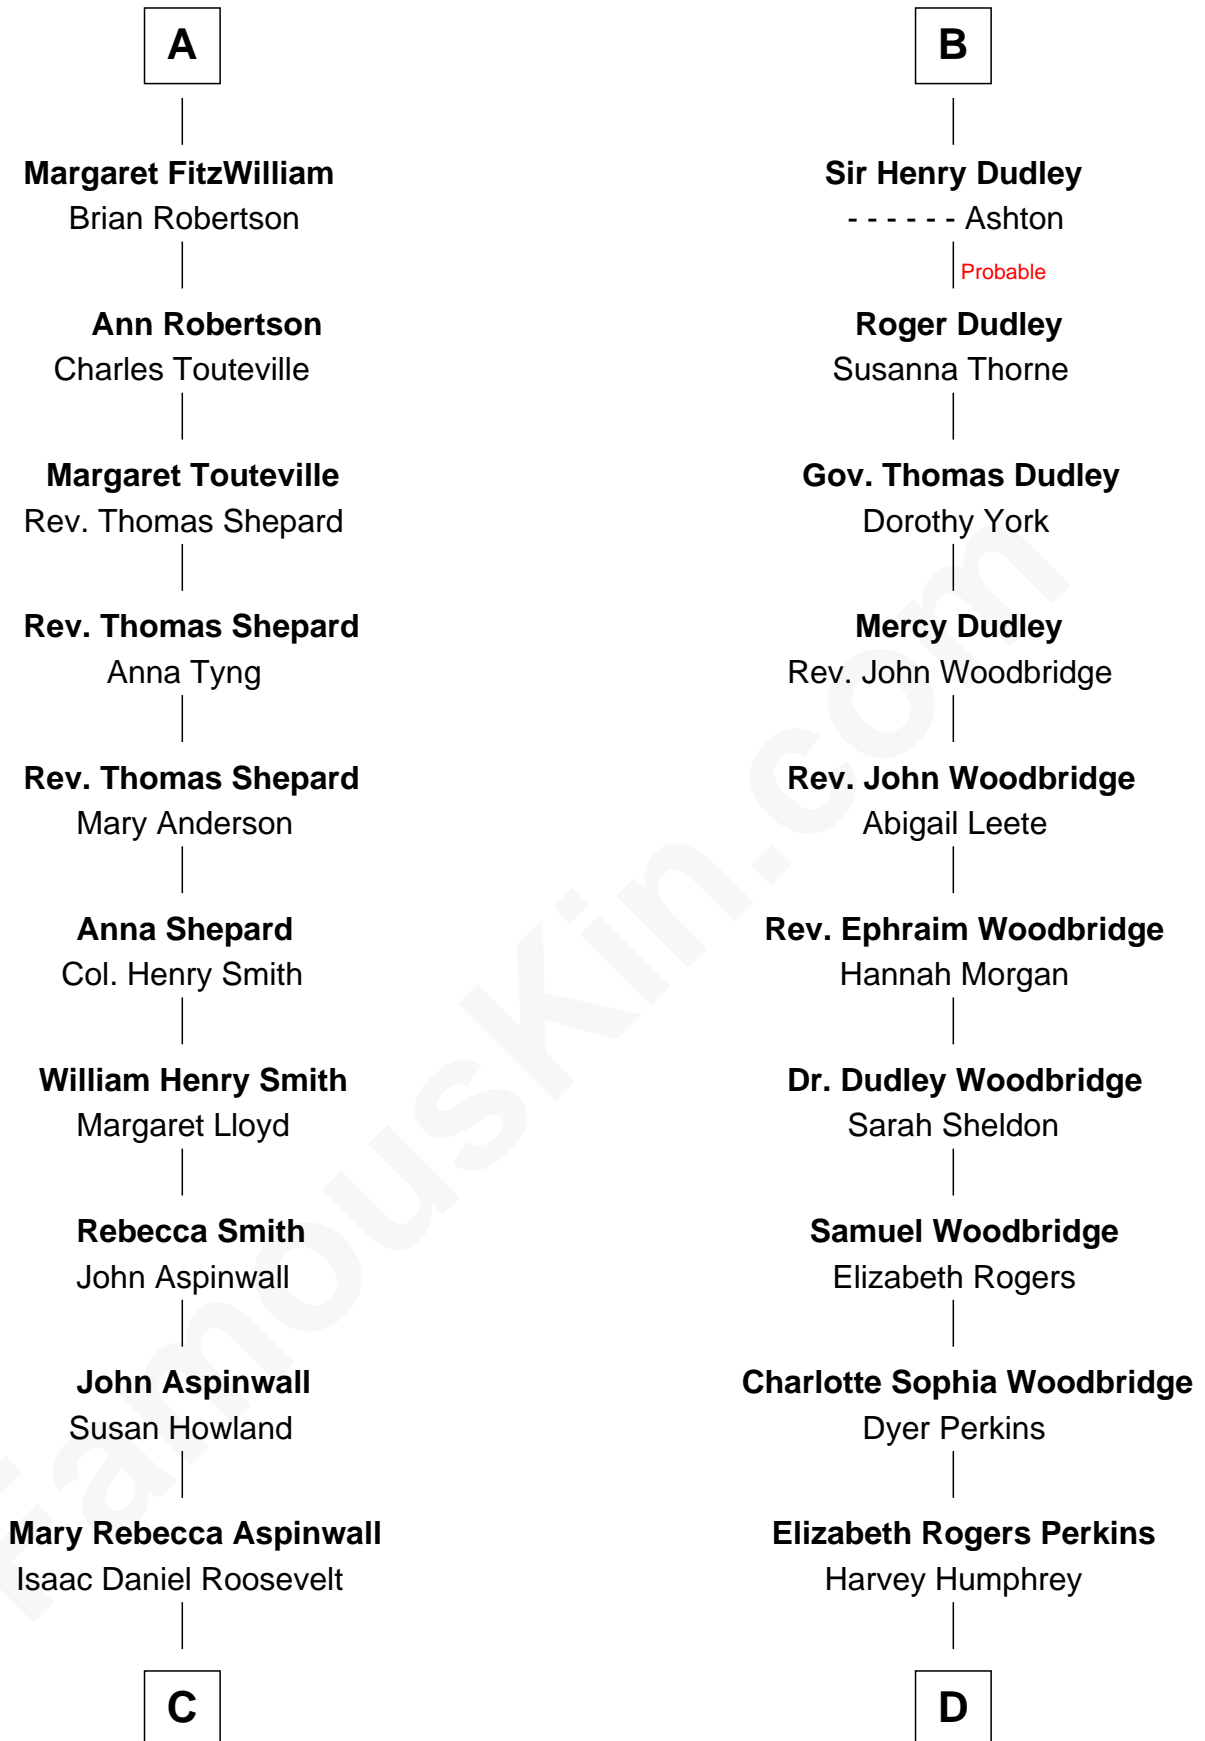 A
Margaret FitzWilliam
Brian Robertson
Ann Robertson
Charles Touteville
Margaret Touteville
Rev. Thomas Shepard
Rev. Thomas Shepard
Anna Tyng
Rev. Thomas Shepard
Mary Anderson
Anna Shepard
Col. Henry Smith
William Henry Smith
Margaret Lloyd
Rebecca Smith
John Aspinwall
John Aspinwall
Susan Howland
Mary Rebecca Aspinwall
Isaac Daniel Roosevelt
C
B
Sir Henry Dudley
- - - - - - Ashton
Probable
Roger Dudley
Susanna Thorne
Gov. Thomas Dudley
Dorothy York
Mercy Dudley
Rev. John Woodbridge
Rev. John Woodbridge
Abigail Leete
Rev. Ephraim Woodbridge
Hannah Morgan
Dr. Dudley Woodbridge
Sarah Sheldon
Samuel Woodbridge
Elizabeth Rogers
Charlotte Sophia Woodbridge
Dyer Perkins
Elizabeth Rogers Perkins
Harvey Humphrey
D
FamousKin.com